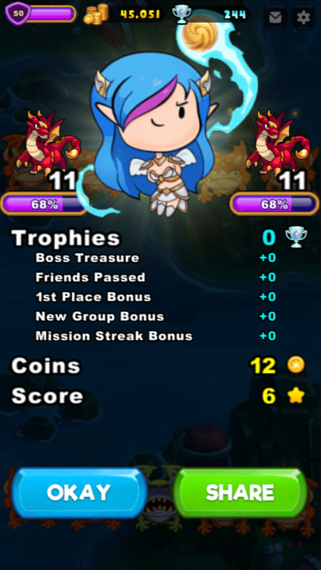 50 45,051 244
11 11
68% 68%
Trophies 0
Boss Treasure +0
Friends Passed +0
1st Place Bonus +0
New Group Bonus +0
Mission Streak Bonus +0
Coins 12
Score 6
OKAY SHARE